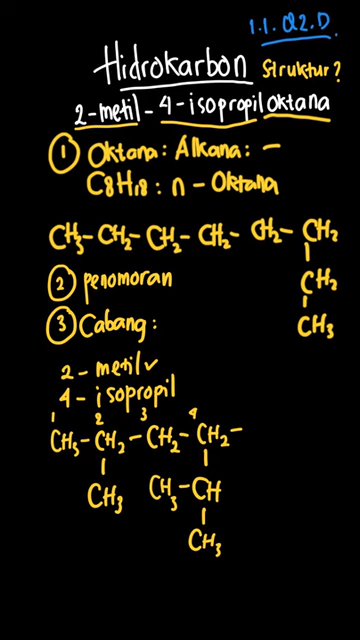 1.1. Q2.D
Hidrokarbon Struktur?
2-metil-4-isopropil oktana
① Oktana: Alkana: -
C8H18: n-Oktana
CH3-CH2-CH2-CH2-CH2-CH2
CH2
② penomoran
③ Cabang:
CH3
2-metil✓
4-isopropil
1 2 3 4
CH3-CH2-CH2-CH2-
CH3 CH3-CH
CH3